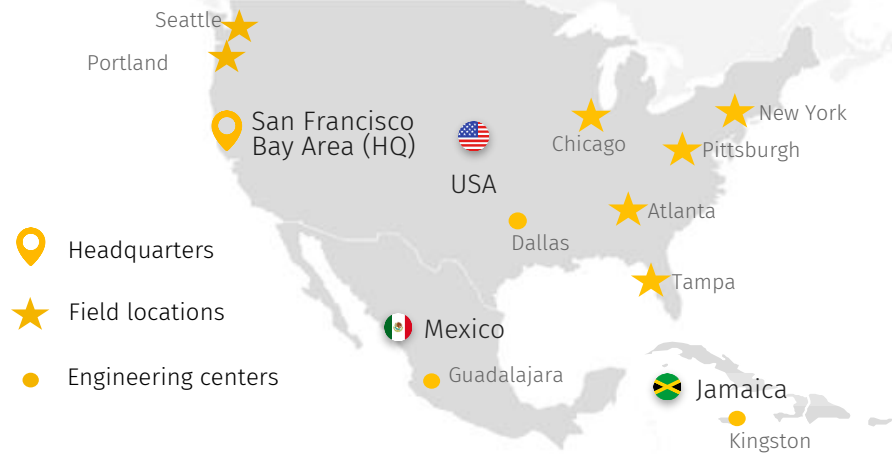 Seattle
Portland
San Francisco
Bay Area (HQ)
USA
Chicago
New York
Pittsburgh
Atlanta
Dallas
Tampa
Headquarters
Field locations
Engineering centers
Mexico
Guadalajara
Jamaica
Kingston